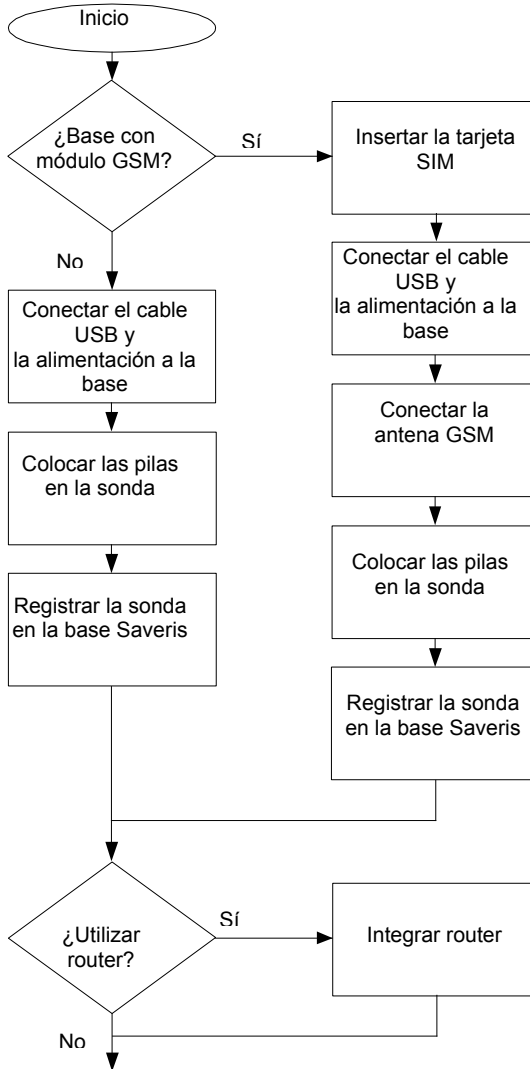 Inicio
¿Base con
módulo GSM?
Sí
Insertar la tarjeta
SIM
No
Conectar el cable
USB y
la alimentación a la
base
Conectar el cable
USB y
la alimentación a la
base
Colocar las pilas
en la sonda
Conectar la
antena GSM
Registrar la sonda
en la base Saveris
Colocar las pilas
en la sonda
Registrar la sonda
en la base Saveris
¿Utilizar
router?
Sí
Integrar router
No